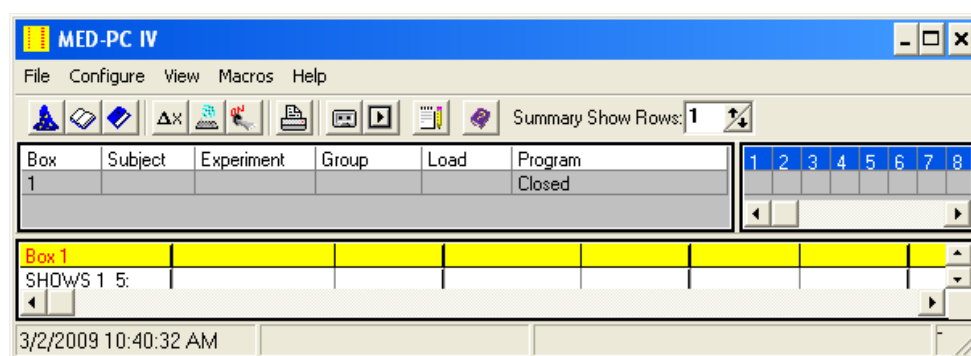 MED-PC IV
File Configure View Macros Help
Δx ON Summary Show Rows: 1
Box Subject Experiment Group Load Program 1 2 3 4 5 6 7 8
1 Closed
Box 1
SHOWS 1 5:
3/2/2009 10:40:32 AM